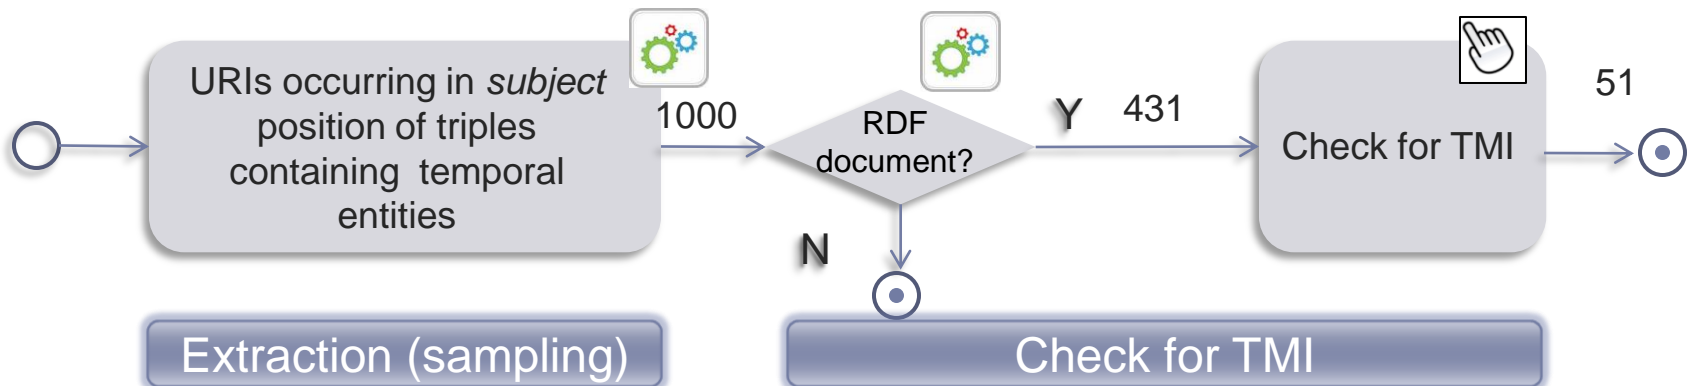 URIs occurring in subject
position of triples
containing temporal
entities
1000
RDF
document?
Y
431
N
Check for TMI
51
Extraction (sampling)
Check for TMI